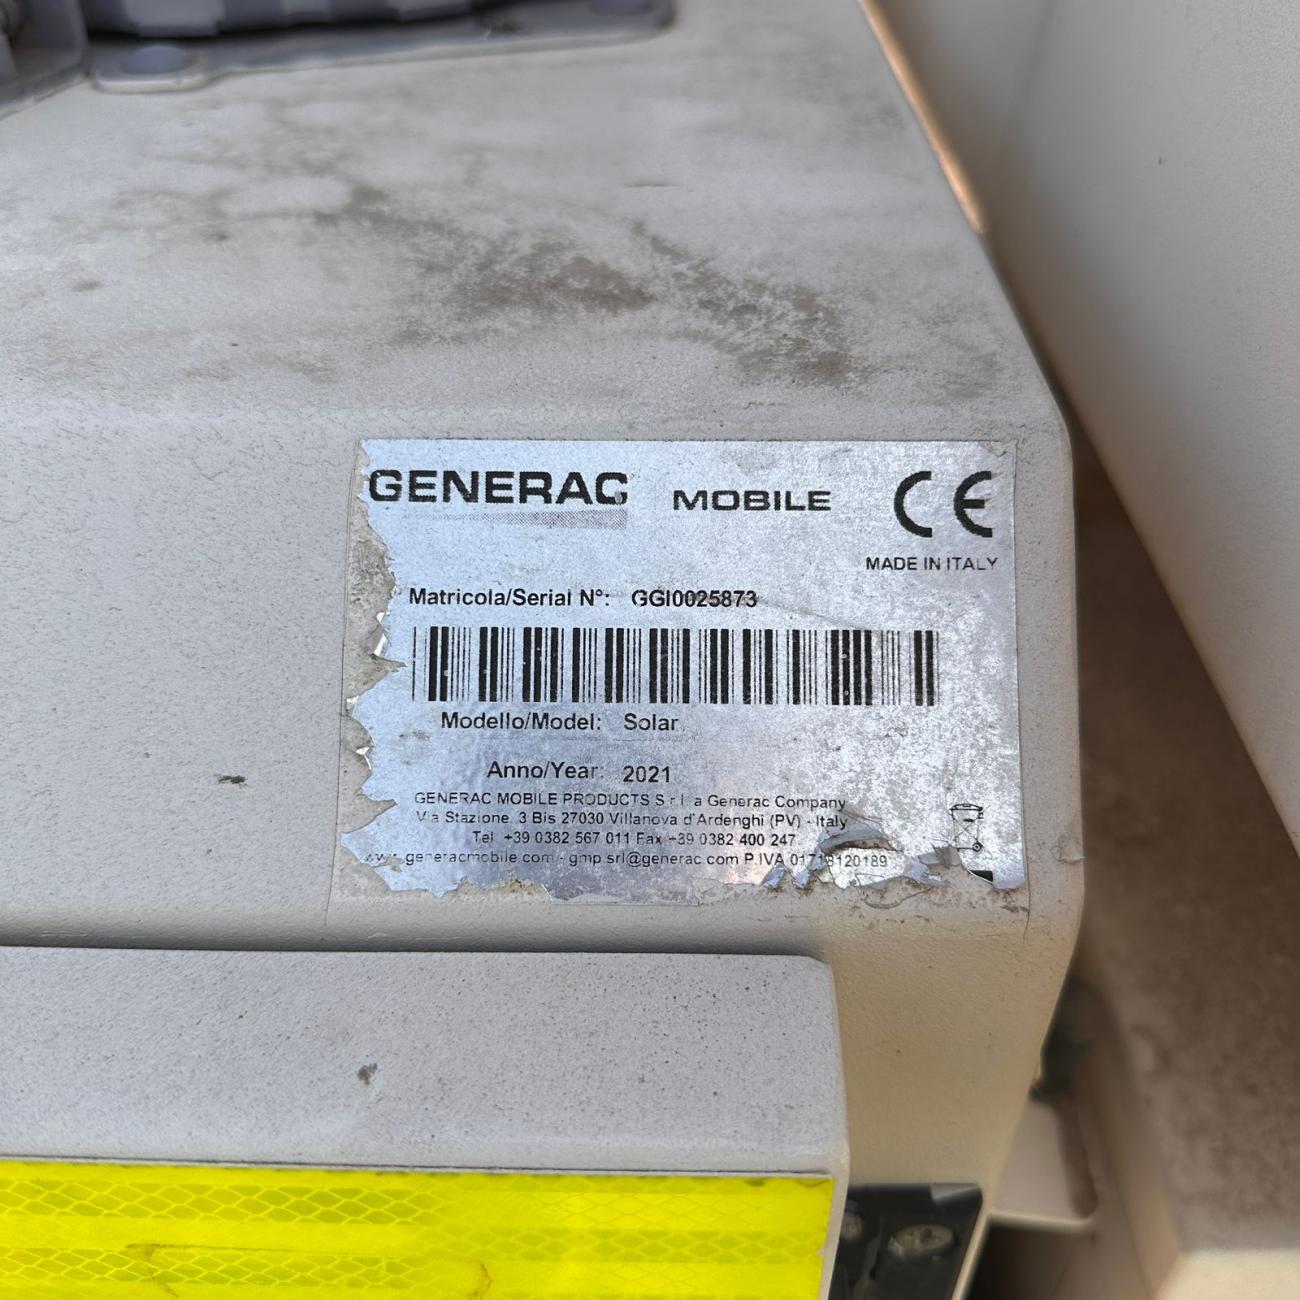 GENERAC MOBILE CE
MADE IN ITALY
Matricola/Serial N°: GGI0025873
Modello/Model: Solar
Anno/Year: 2021
GENERAC MOBILE PRODUCTS S.r.l. a Generac Company
Via Stazione, 3 Bis 27030 Villanova d'Ardenghi (PV) - Italy
Tel. +39 0382 567 011 Fax +39 0382 400 247
generacmobile.com - gmp.srl@generac.com P.IVA